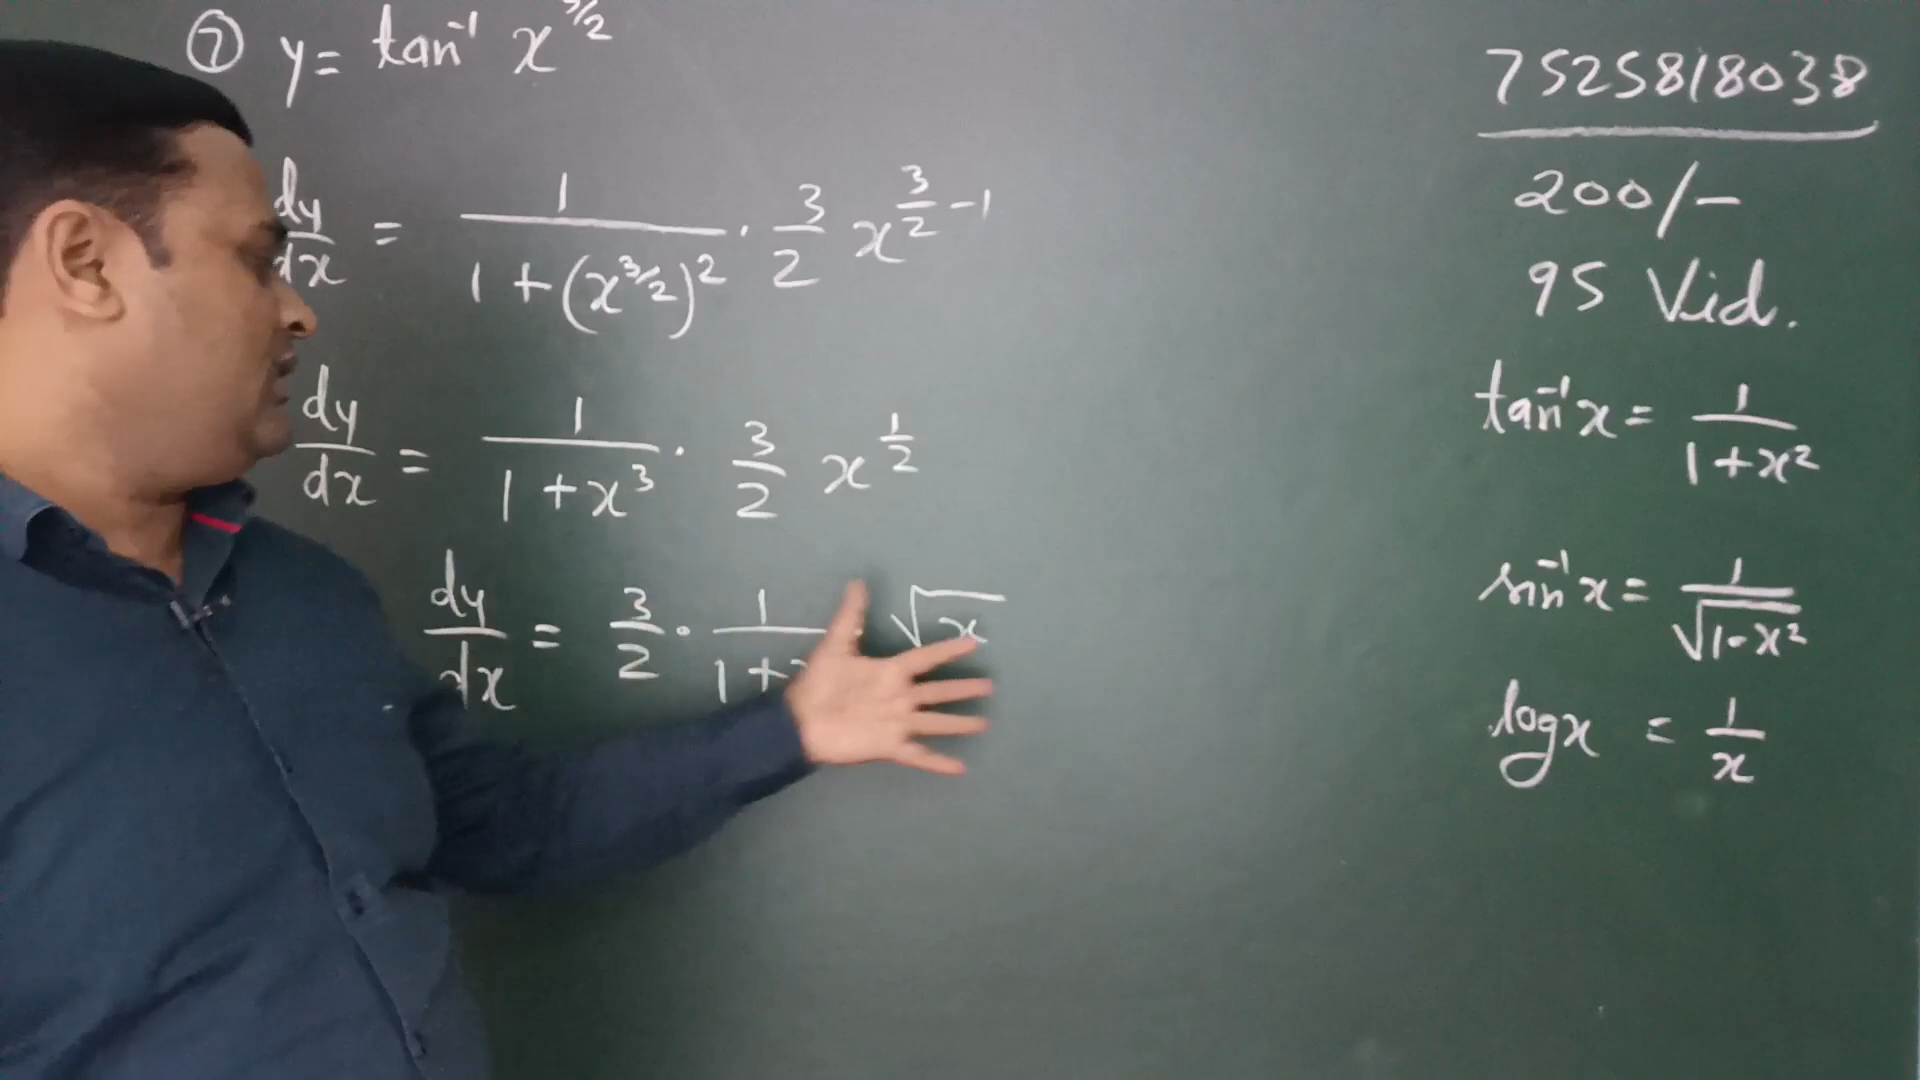 ⑦ y = tan⁻¹ x^3/2
dy/dx = 1/(1+(x^3/2)²) · 3/2 x^(3/2 -1)
dy/dx = 1/(1+x³) · 3/2 x^(1/2)
dy/dx = 3/2 · 1/(1+ √x
7525818038
200/-
95 Vid.
tan⁻¹x = 1/(1+x²)
sin⁻¹x = 1/√(1-x²)
logx = 1/x